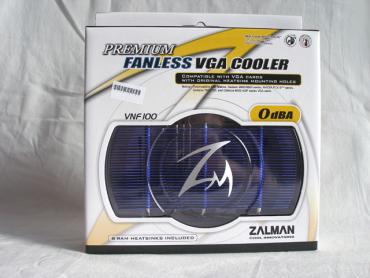 PREMIUM
FANLESS VGA COOLER
COMPATIBLE WITH VGA CARDS
WITH ORIGINAL HEATSINK MOUNTING HOLES
VNF100
0dBA
ZM
8 RAM-HEATSINKS INCLUDED
ZALMAN
COOL INNOVATIONS